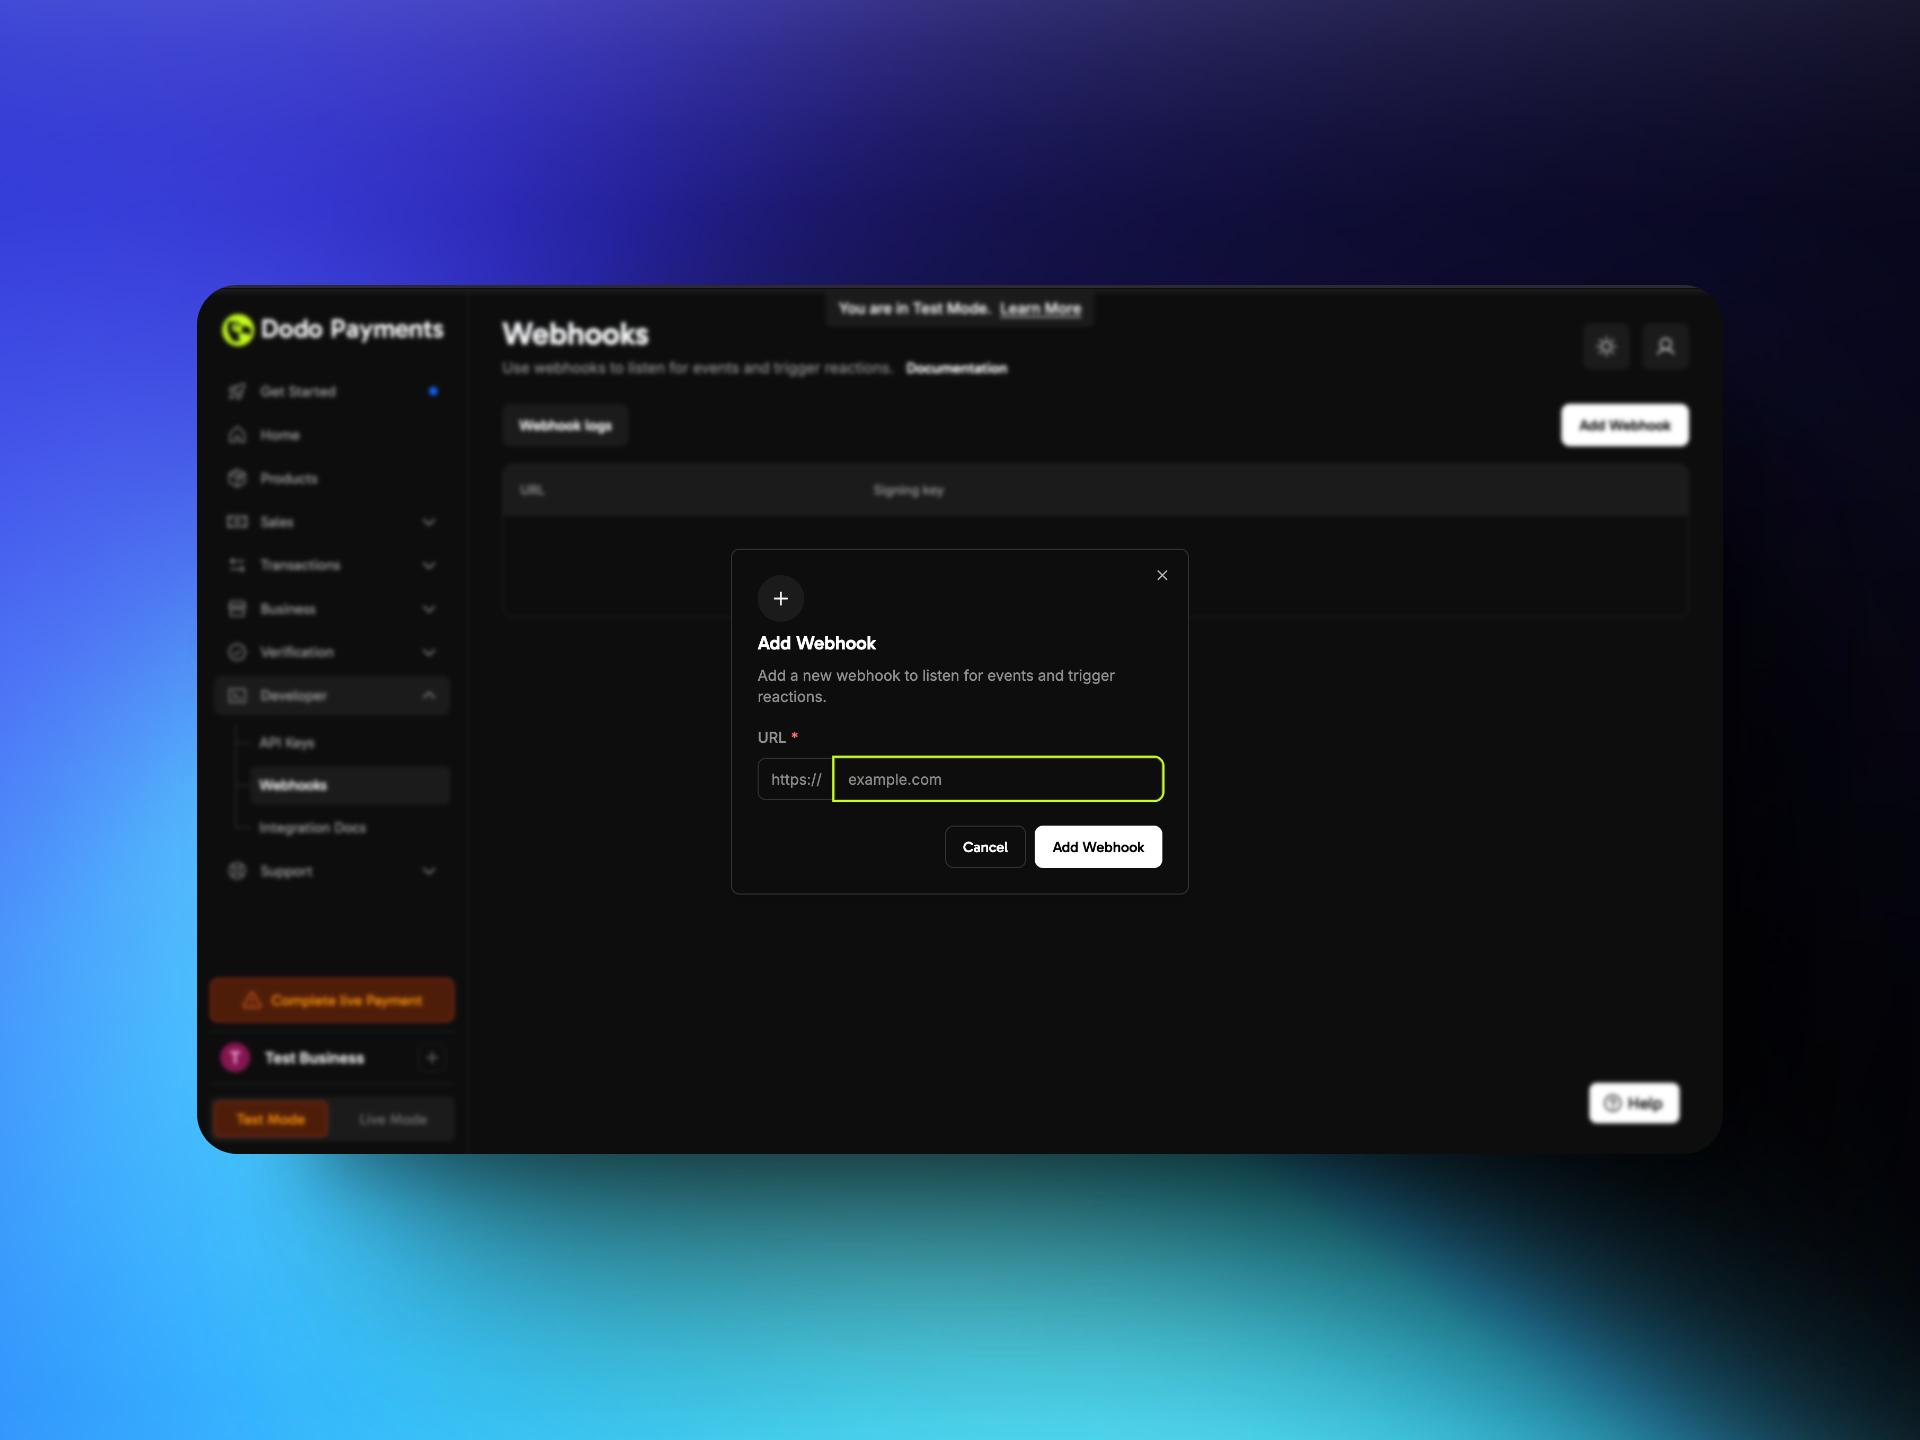 Dodo Payments
Get Started
Home
Products
Sales
Transactions
Business
Verification
Developer
API Keys
Webhooks
Integration Docs
Support
Complete live Payment
T
Test Business
Test Mode
Live Mode
You are in Test Mode. Learn More
Webhooks
Use webhooks to listen for events and trigger reactions. Documentation
Webhook logs
Add Webhook
URL
Signing key
Add Webhook
Add a new webhook to listen for events and trigger
reactions.
URL *
https://
example.com
Cancel
Add Webhook
Help